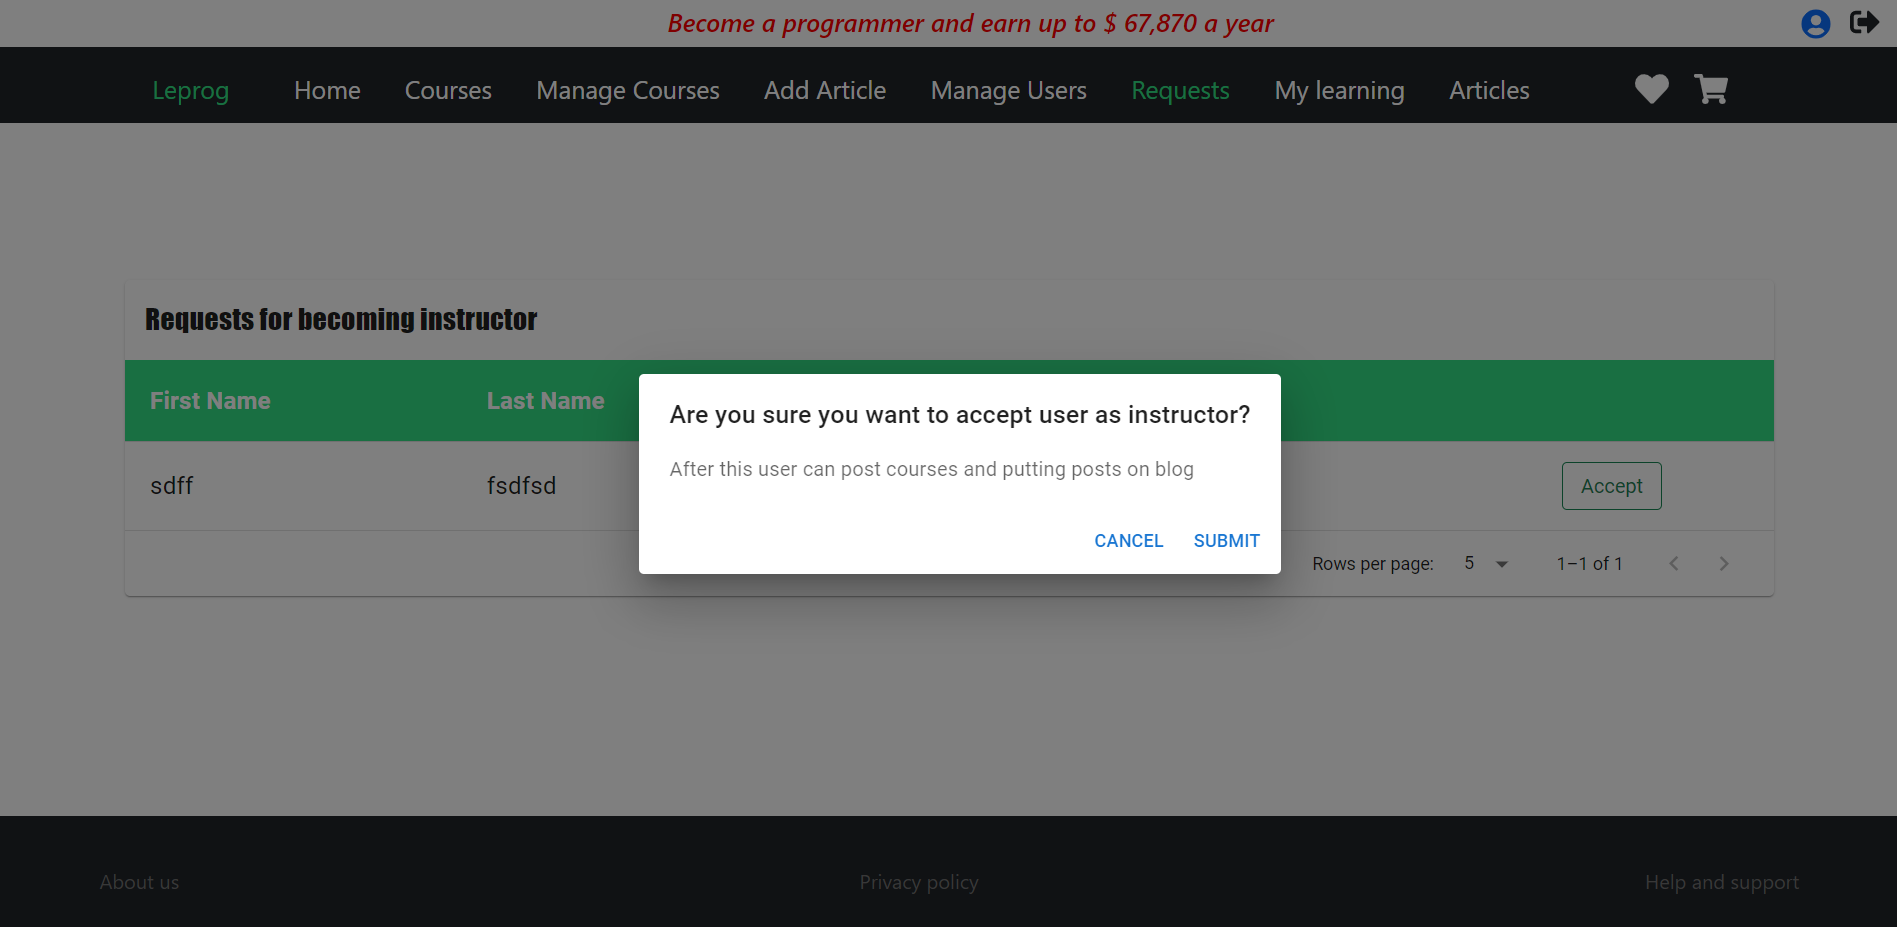 Become a programmer and earn up to $ 67,870 a year
Leprog Home Courses Manage Courses Add Article Manage Users Requests My learning Articles
Requests for becoming instructor
First Name Last Name
Are you sure you want to accept user as instructor?
After this user can post courses and putting posts on blog
sdff fsdfsd Accept
CANCEL SUBMIT
Rows per page: 5 1–1 of 1
About us Privacy policy Help and support